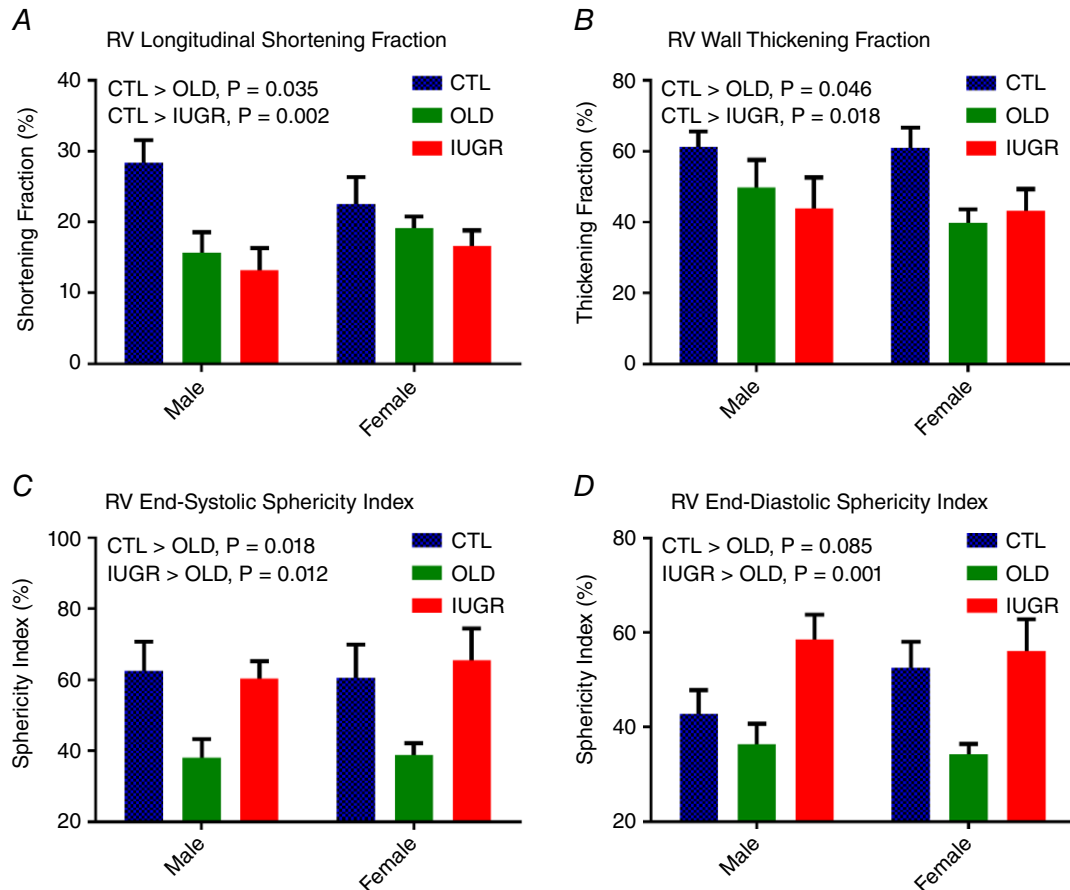 A
RV Longitudinal Shortening Fraction
CTL > OLD, P = 0.035
CTL > IUGR, P = 0.002
CTL
OLD
IUGR
Shortening Fraction (%)
40
30
20
10
0
Male
Female
B
RV Wall Thickening Fraction
CTL > OLD, P = 0.046
CTL > IUGR, P = 0.018
CTL
OLD
IUGR
Thickening Fraction (%)
80
60
40
20
0
Male
Female
C
RV End-Systolic Sphericity Index
CTL > OLD, P = 0.018
IUGR > OLD, P = 0.012
CTL
OLD
IUGR
Sphericity Index (%)
100
80
60
40
20
Male
Female
D
RV End-Diastolic Sphericity Index
CTL > OLD, P = 0.085
IUGR > OLD, P = 0.001
CTL
OLD
IUGR
Sphericity Index (%)
80
60
40
20
Male
Female